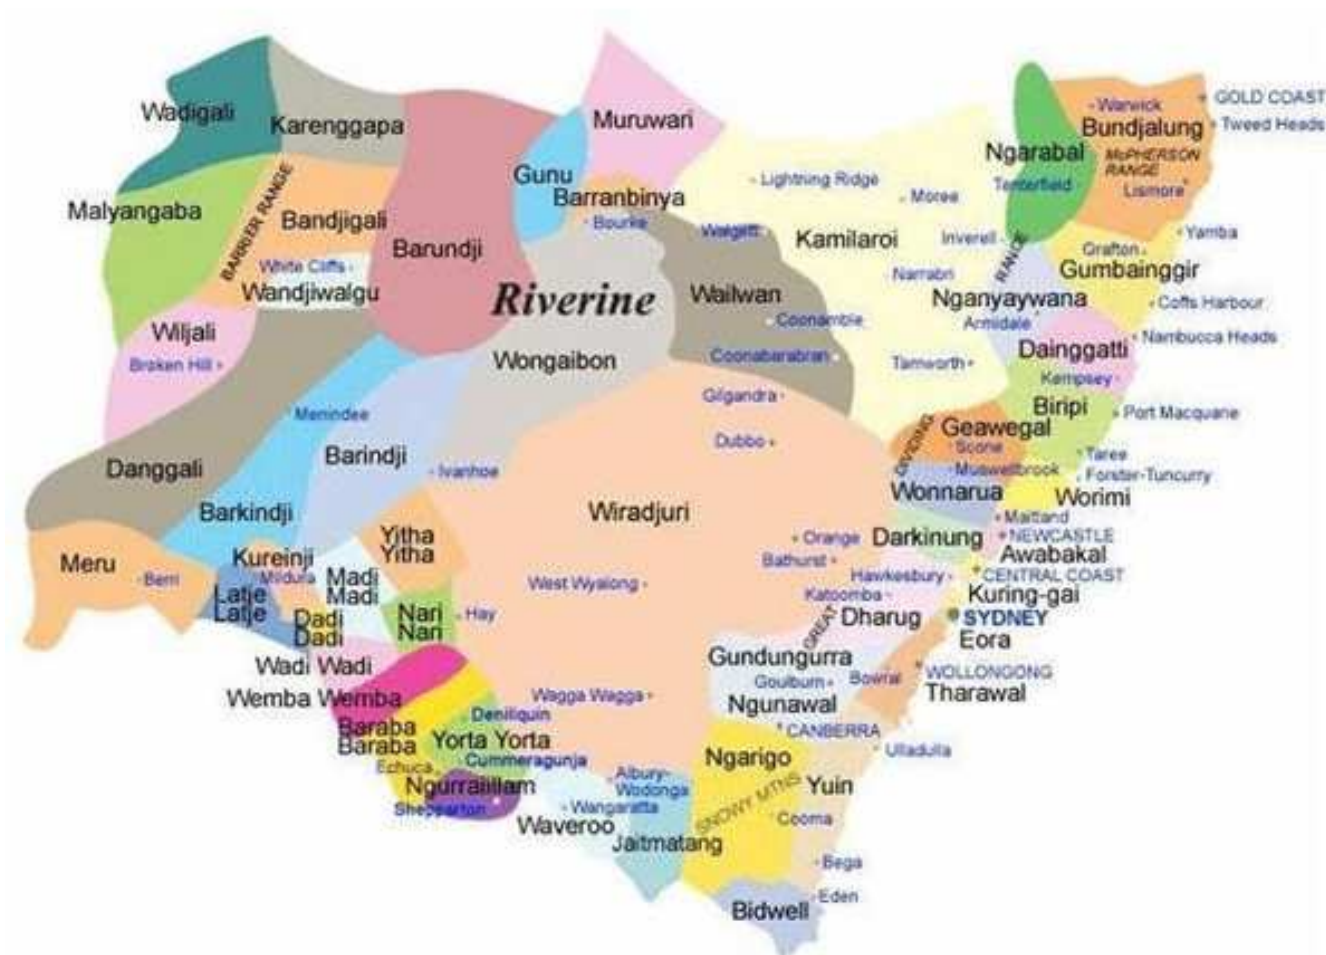 GOLD COAST
Warwick
Wadigali
Karenggapa
Muruwari
Bundjalung
Tweed Heads
Ngarabal
McPHERSON
RANGE
Gunu
Lightning Ridge
Tenterfield
Lismore
Barranbinya
Moree
Malyangaba
BARRIER RANGE
Bandjigali
Bourke
Walgett
Kamilaroi
Inverell
RANGE
Yamba
Barundji
Grafton
White Cliffs
Narrabri
Gumbainggir
Wandjiwalgu
Riverine
Wailwan
Nganyaywana
Coffs Harbour
Coonamble
Armidale
Wiljali
Nambucca Heads
Dainggatti
Broken Hill
Wongaibon
Coonabarabran
Tamworth
Kempsey
Gilgandra
Biripi
Menindee
Port Macquarie
Geawegal
Dubbo
DIVIDING
Scone
Taree
Barindji
Danggali
Ivanhoe
Muswellbrook
Forster-Tuncurry
Wonnarua
Worimi
Barkindji
Wiradjuri
Maitland
Yitha
Yitha
Orange
Darkinung
NEWCASTLE
Kureinji
Bathurst
Awabakal
Meru
Berri
Mildura
Madi
Madi
West Wyalong
Hawkesbury
CENTRAL COAST
Latje
Latje
Katoomba
Kuring-gai
Dadi
Dadi
Nari
Nari
Hay
GREAT
Dharug
SYDNEY
Eora
Wadi Wadi
Gundungurra
WOLLONGONG
Goulburn
Bowral
Wemba Wemba
Wagga Wagga
Ngunawal
Tharawal
Deniliquin
Baraba
Baraba
Yorta Yorta
CANBERRA
Ulladulla
Echuca
Cummeragunja
Ngarigo
Albury-
Wodonga
Yuin
Ngurraiillam
Shepparton
Wangaratta
SNOWY MTNS
Waveroo
Cooma
Jaitmatang
Bega
Eden
Bidwell